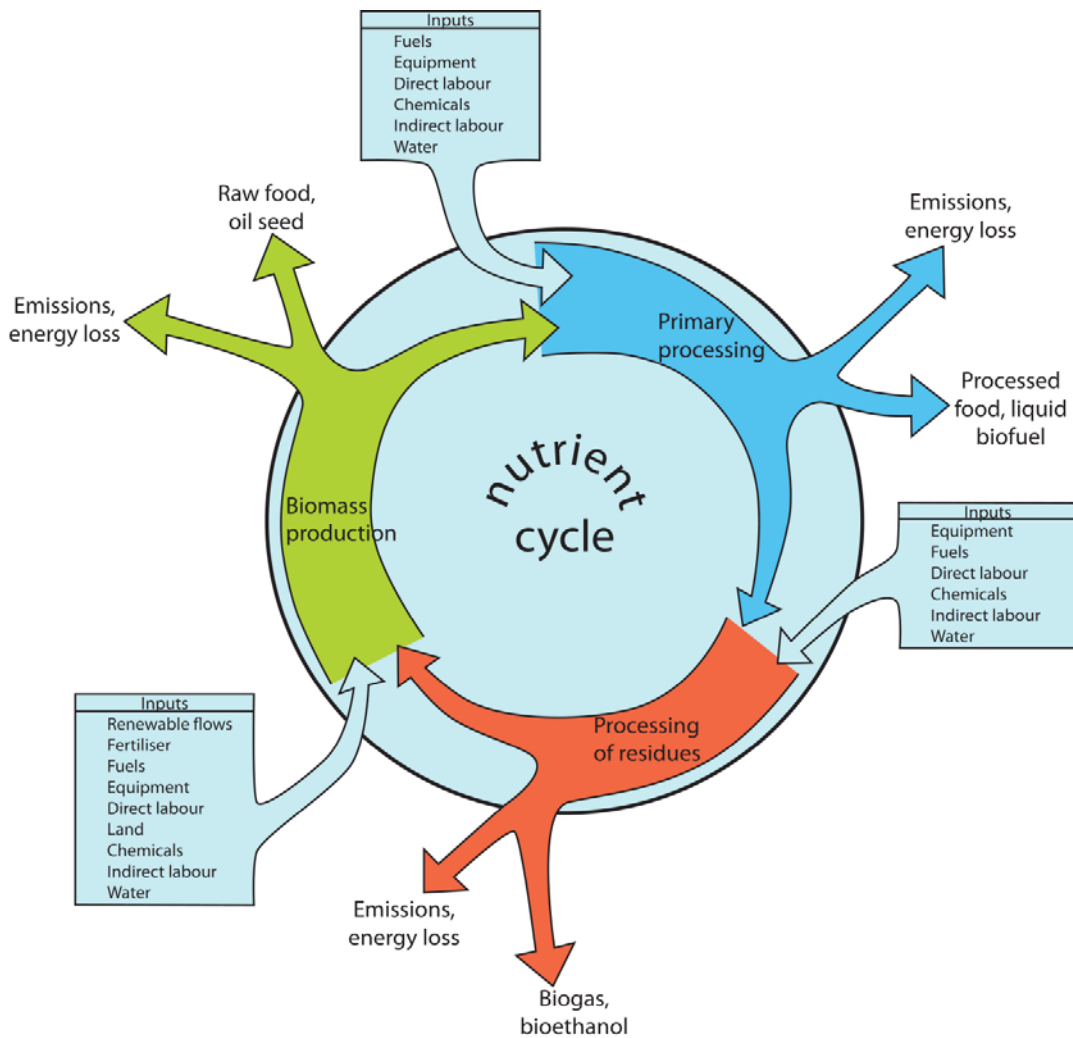 Inputs
Fuels
Equipment
Direct labour
Chemicals
Indirect labour
Water
Raw food,
oil seed
Emissions,
energy loss
Emissions,
energy loss
Primary
processing
Processed
food, liquid
biofuel
nutrient
cycle
Biomass
production
Inputs
Equipment
Fuels
Direct labour
Chemicals
Indirect labour
Water
Inputs
Renewable flows
Fertiliser
Fuels
Equipment
Direct labour
Land
Chemicals
Indirect labour
Water
Processing
of residues
Emissions,
energy loss
Biogas,
bioethanol